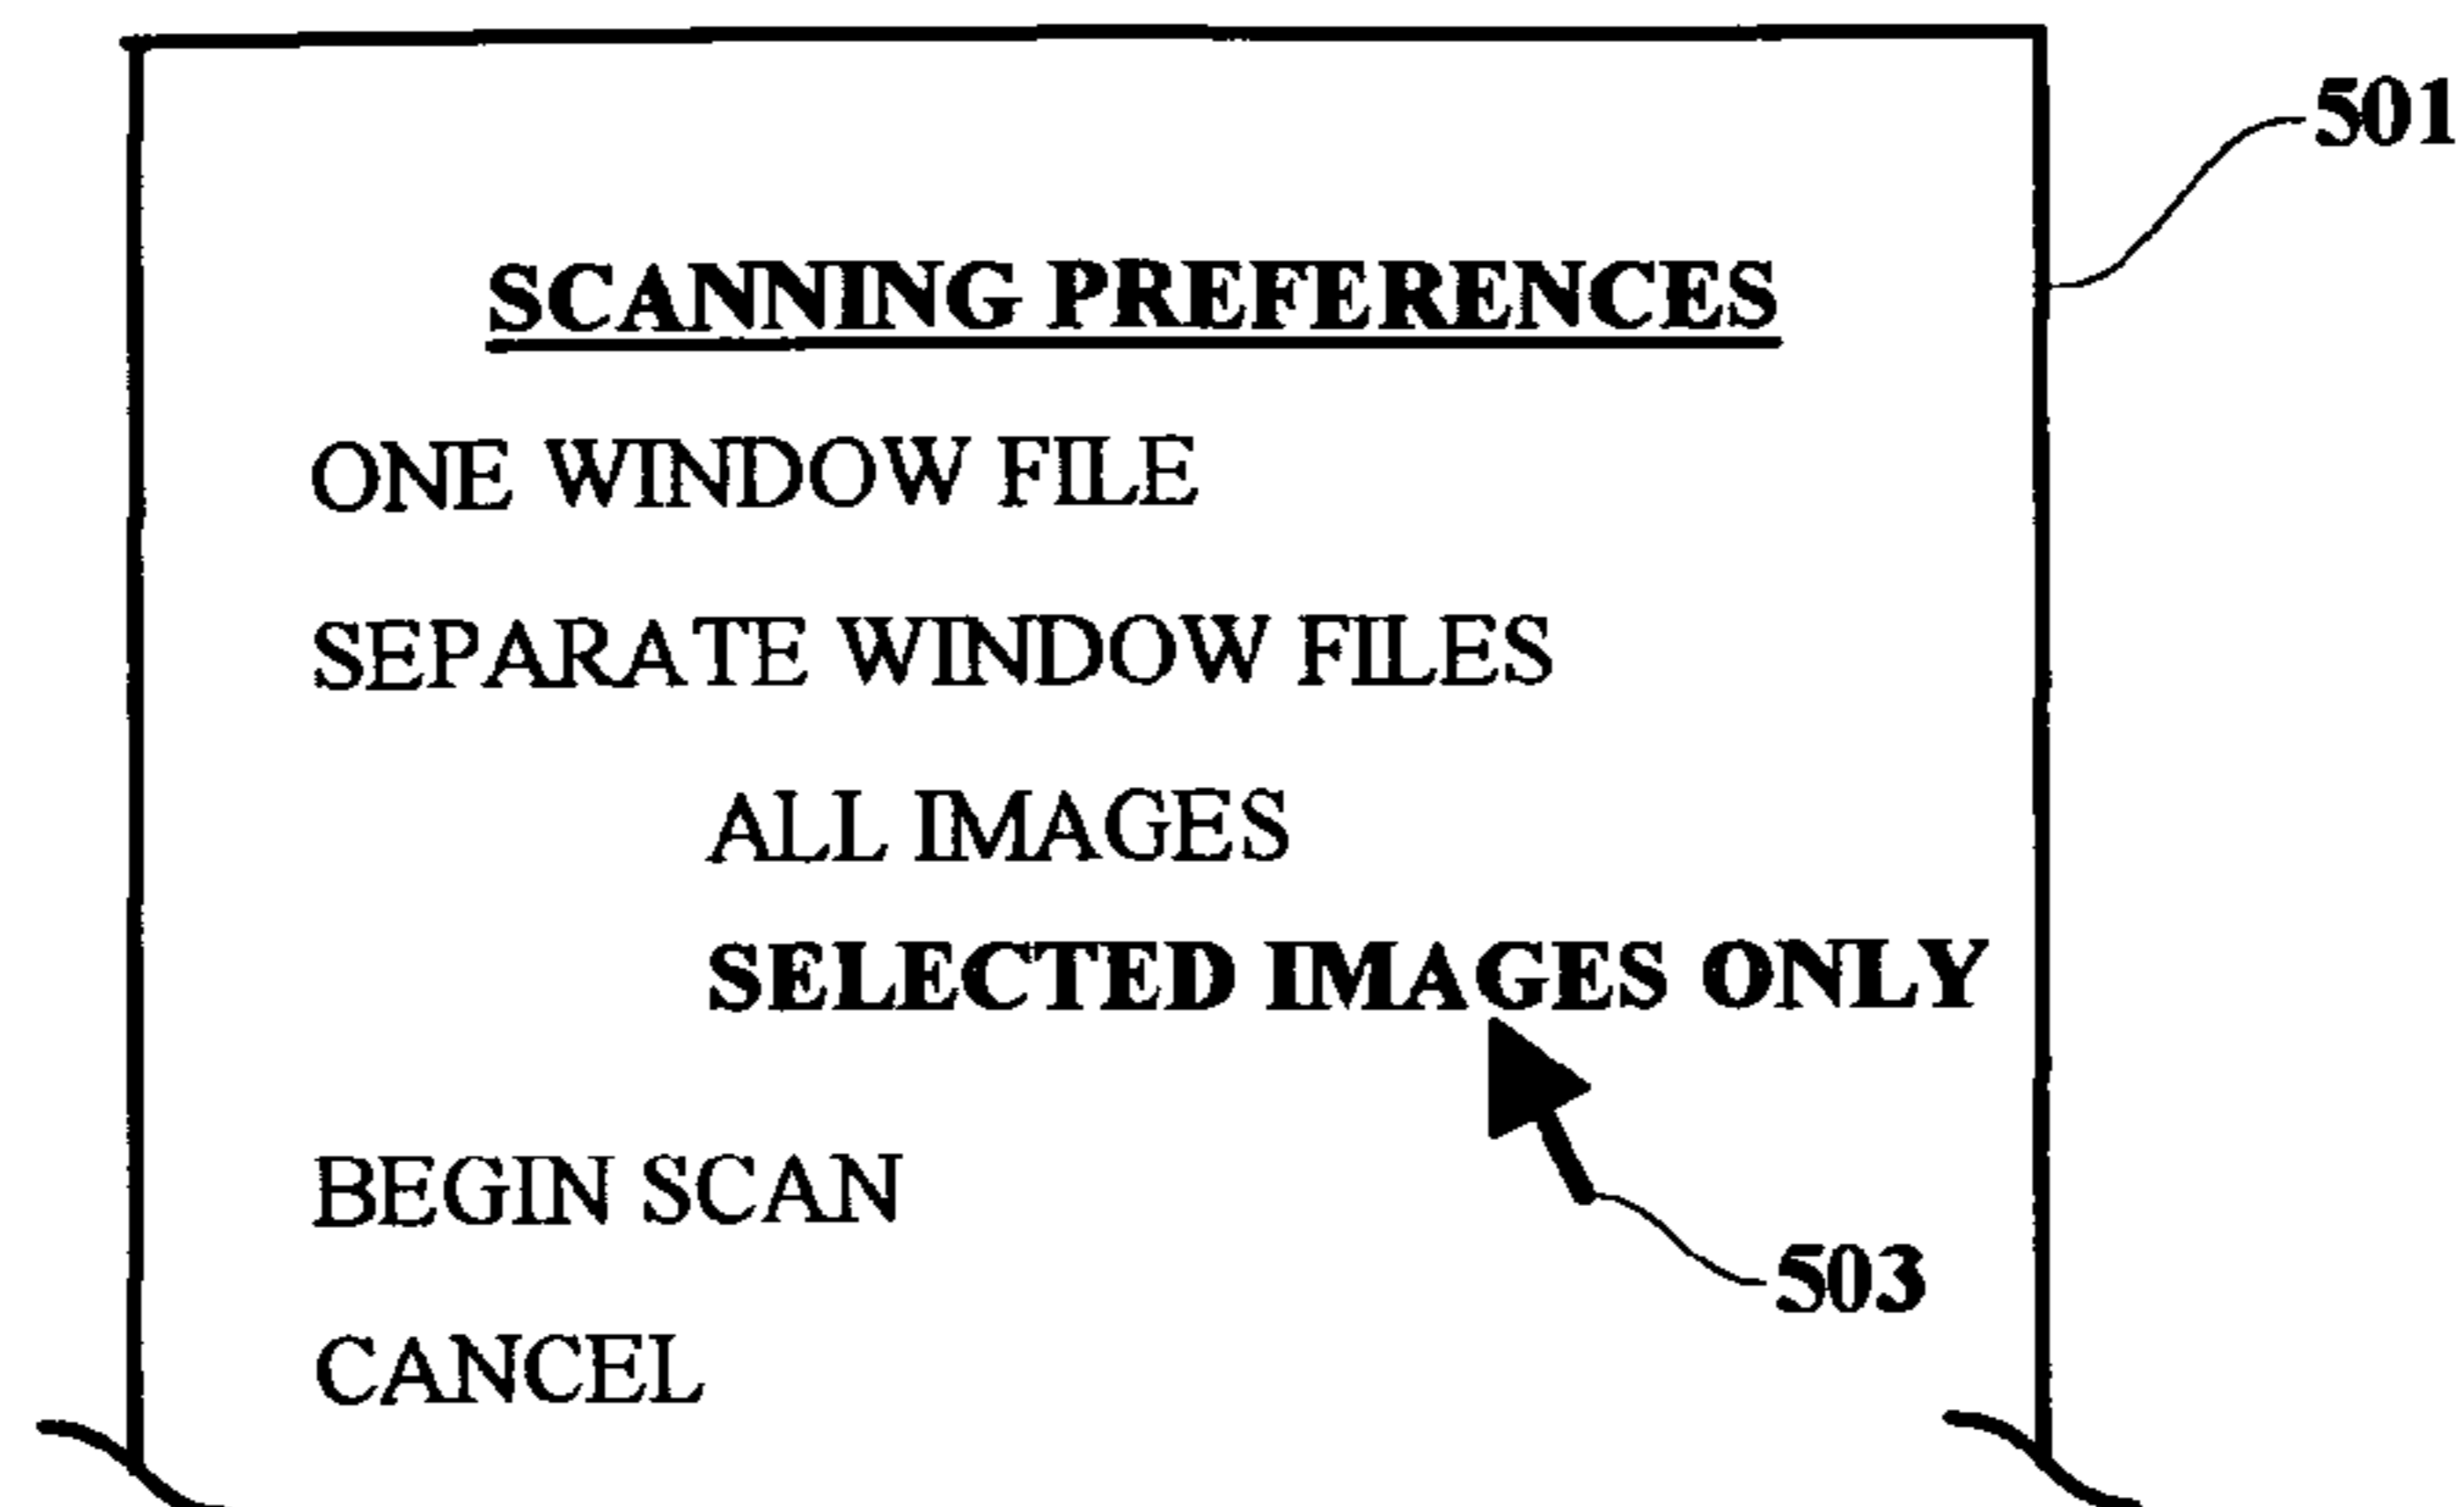 501
SCANNING PREFERENCES
ONE WINDOW FILE
SEPARATE WINDOW FILES
ALL IMAGES
SELECTED IMAGES ONLY
BEGIN SCAN
503
CANCEL